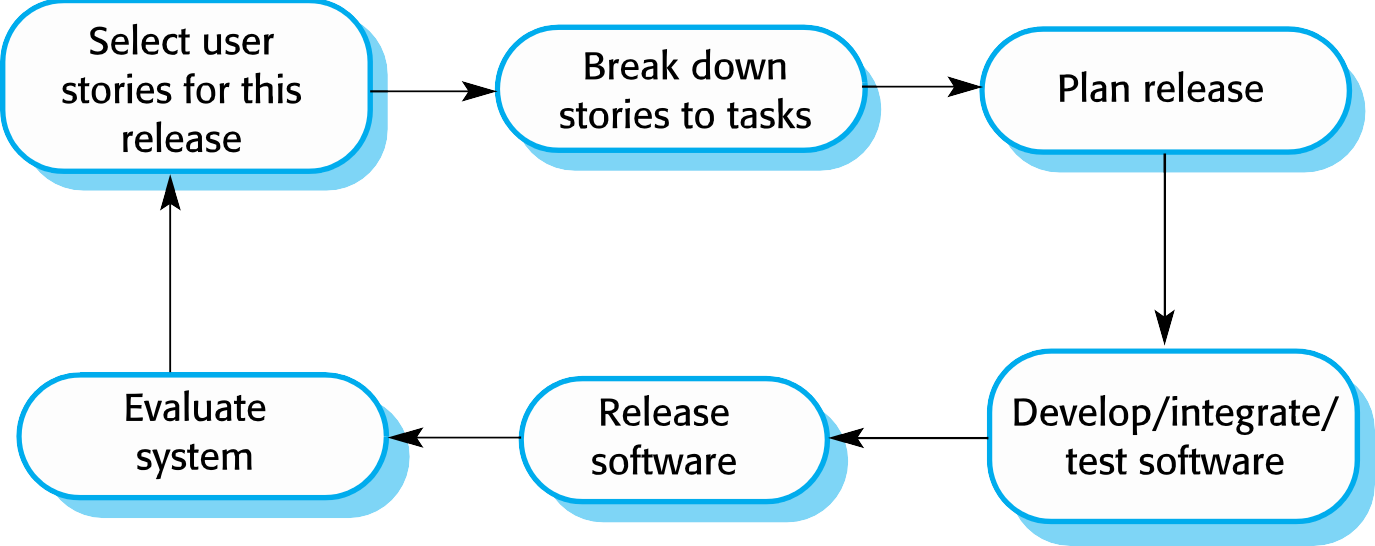 Select user
stories for this
release
Break down
stories to tasks
Plan release
Evaluate
system
Release
software
Develop/integrate/
test software